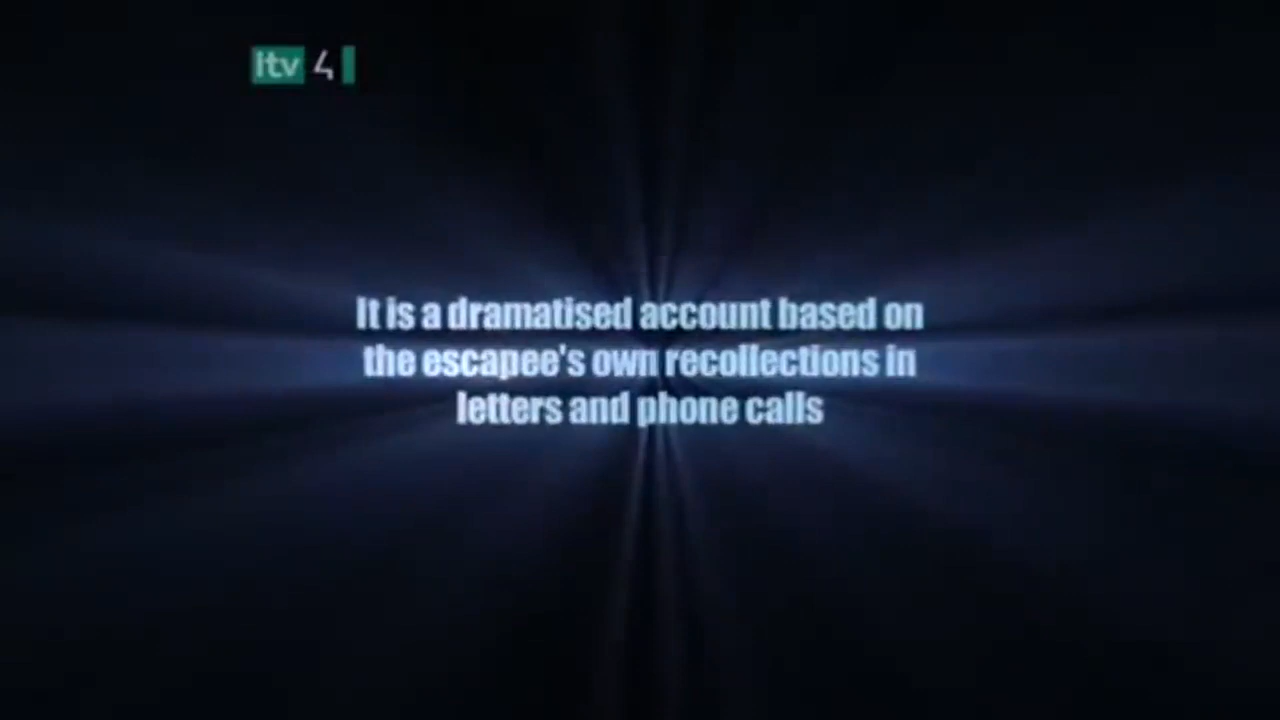 itv 4
It is a dramatised account based on
the escapee's own recollections in
letters and phone calls